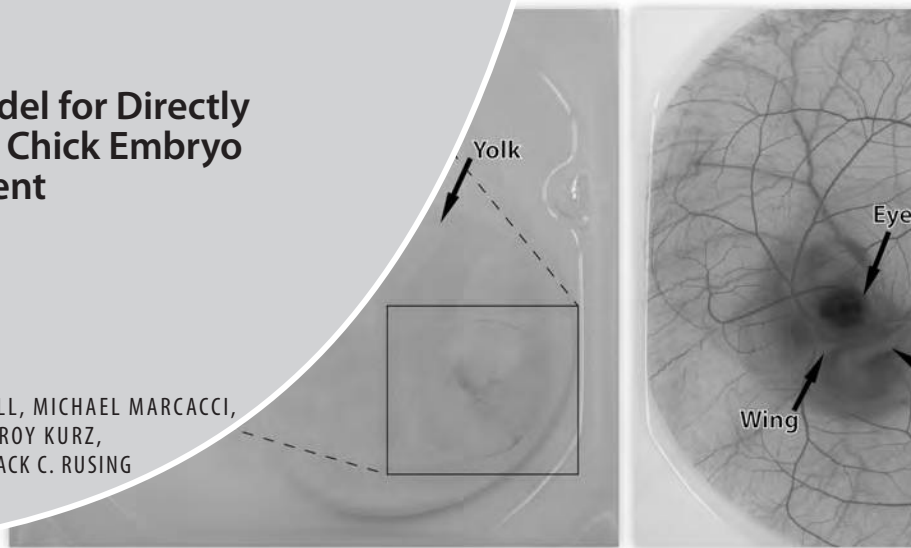 del for Directly
Chick Embryo
ent
LL, MICHAEL MARCACCI,
ROY KURZ,
ACK C. RUSING
Yolk
Eye
Wing